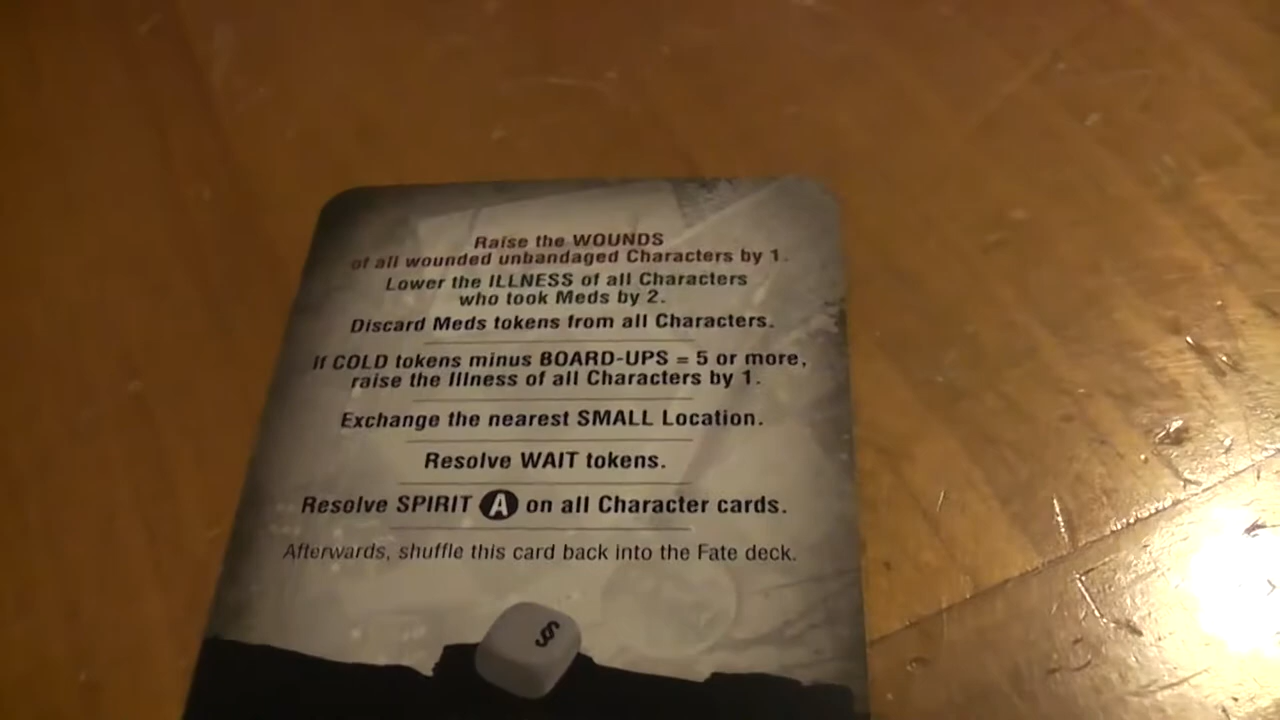 Raise the WOUNDS
of all wounded unbandaged Characters by 1.
Lower the ILLNESS of all Characters
who took Meds by 2.
Discard Meds tokens from all Characters.
If COLD tokens minus BOARD-UPS = 5 or more,
raise the Illness of all Characters by 1.
Exchange the nearest SMALL Location.
Resolve WAIT tokens.
Resolve SPIRIT A on all Character cards.
Afterwards, shuffle this card back into the Fate deck.
§